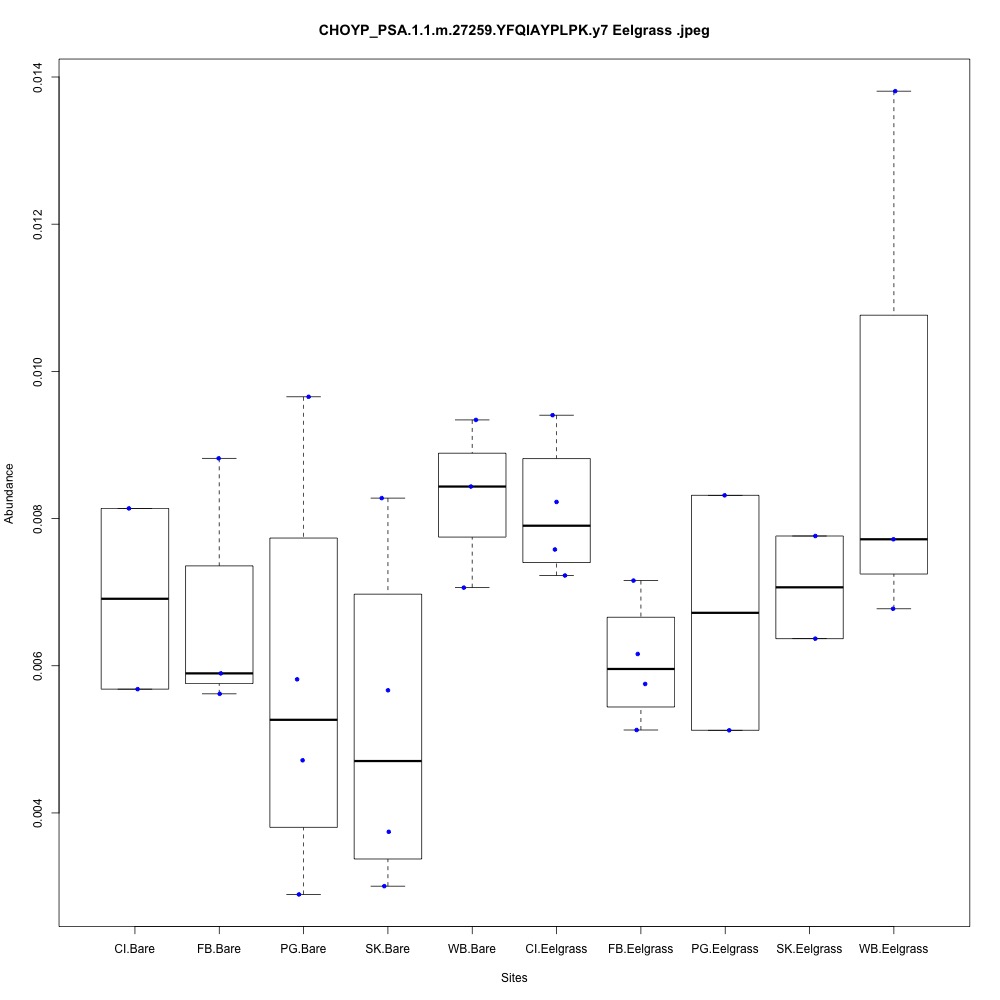 CHOYP_PSA.1.1.m.27259.YFQIAYPLPK.y7 Eelgrass .jpeg
0.014
0.012
0.010
0.008
0.006
0.004
Abundance
CI.Bare FB.Bare PG.Bare SK.Bare WB.Bare CI.Eelgrass FB.Eelgrass PG.Eelgrass SK.Eelgrass WB.Eelgrass
Sites